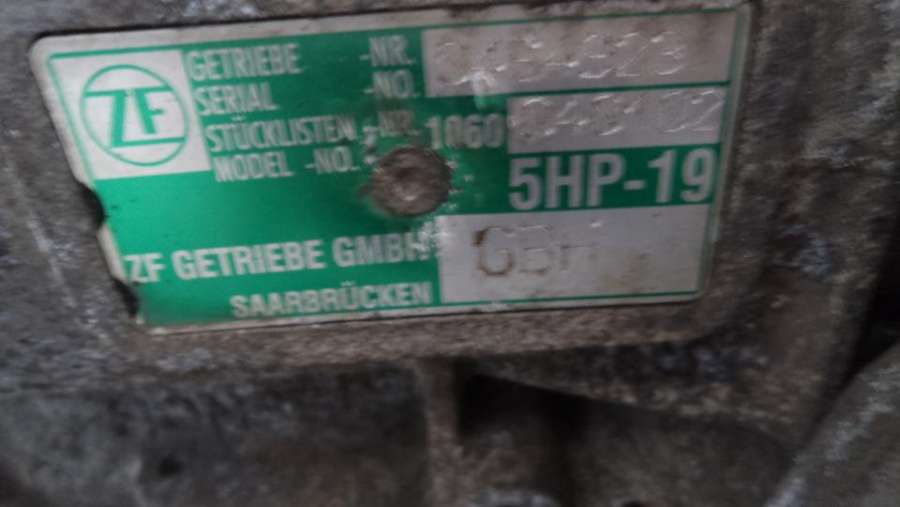 ZF
GETRIEBE -NR.
SERIAL -NO.
STÜCKLISTEN -NR. 1060
MODEL -NO.
5HP-19
ZF GETRIEBE GMBH
SAARBRÜCKEN